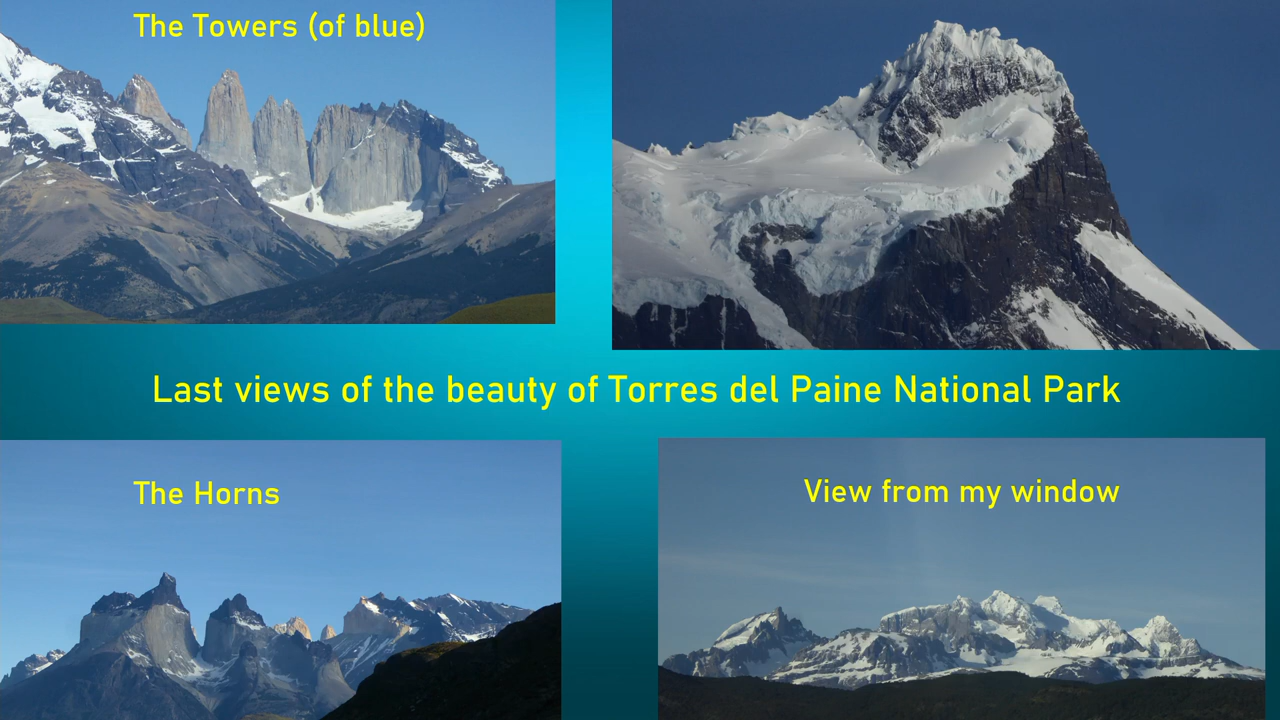 The Towers (of blue)
Last views of the beauty of Torres del Paine National Park
The Horns
View from my window